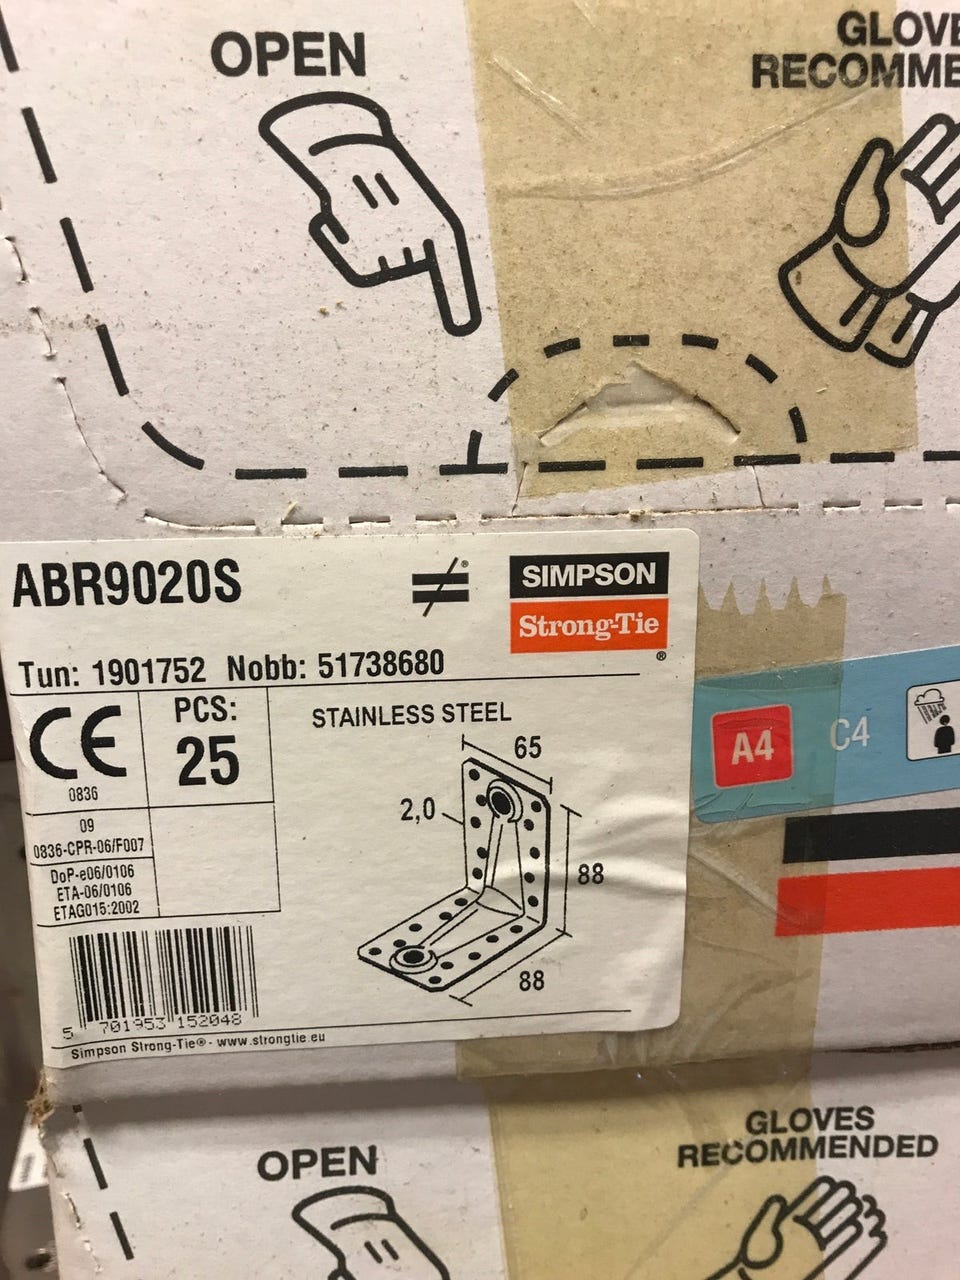 OPEN
GLOVE
RECOMME
ABR9020S
SIMPSON
Strong-Tie
®
Tun: 1901752 Nobb: 51738680
CE
0836
PCS:
25
STAINLESS STEEL
65
2,0
88
88
09
0836-CPR-06/F007
DoP-e06/0106
ETA-06/0106
ETAG015:2002
5 701953 152048
Simpson Strong-Tie® - www.strongtie.eu
A4
C4
OPEN
GLOVES
RECOMMENDED